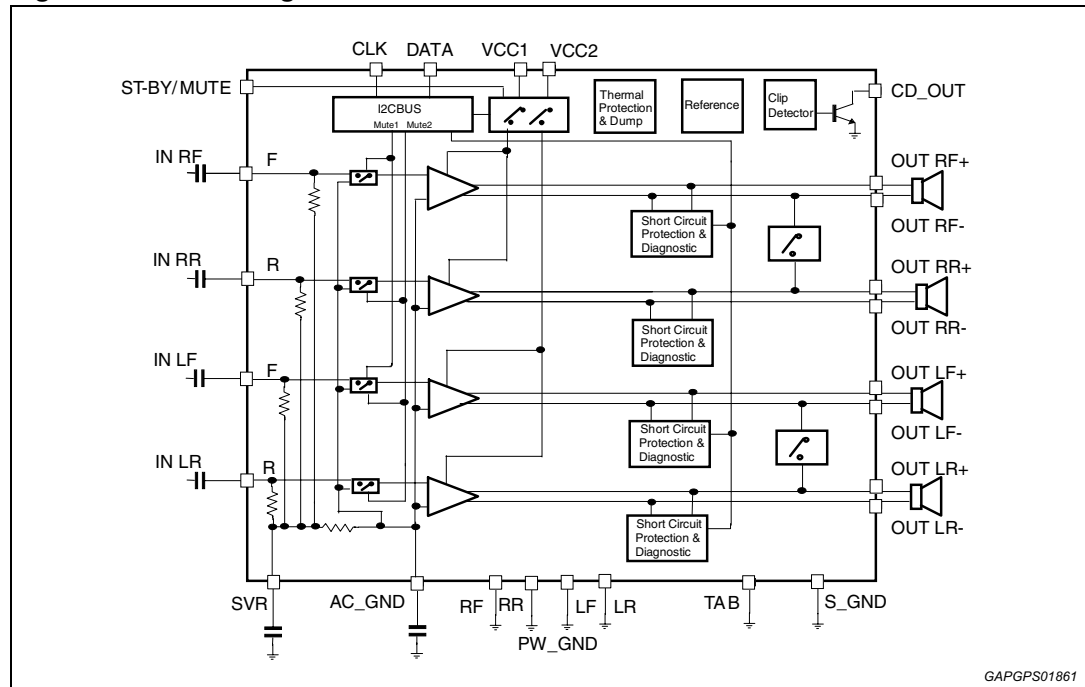 CLK DATA VCC1 VCC2
ST-BY/MUTE
I2CBUS
Mute1 Mute2
Thermal
Protection
& Dump
Reference
Clip
Detector
CD_OUT
IN RF
F
OUT RF+
Short Circuit
Protection &
Diagnostic
OUT RF-
IN RR
R
OUT RR+
Short Circuit
Protection &
Diagnostic
OUT RR-
IN LF
F
OUT LF+
Short Circuit
Protection &
Diagnostic
OUT LF-
IN LR
R
OUT LR+
Short Circuit
Protection &
Diagnostic
OUT LR-
SVR AC_GND RF RR LF LR TAB S_GND
PW_GND
GAPGPS01861